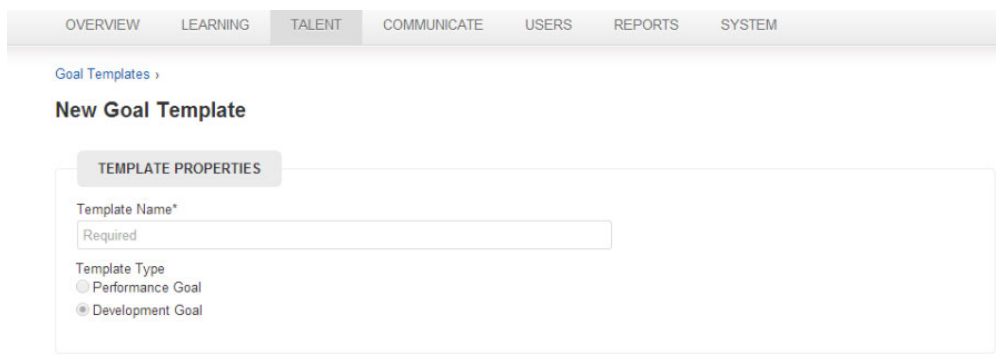 OVERVIEW LEARNING TALENT COMMUNICATE USERS REPORTS SYSTEM
Goal Templates ›
New Goal Template
TEMPLATE PROPERTIES
Template Name*
Required
Template Type
Performance Goal
Development Goal